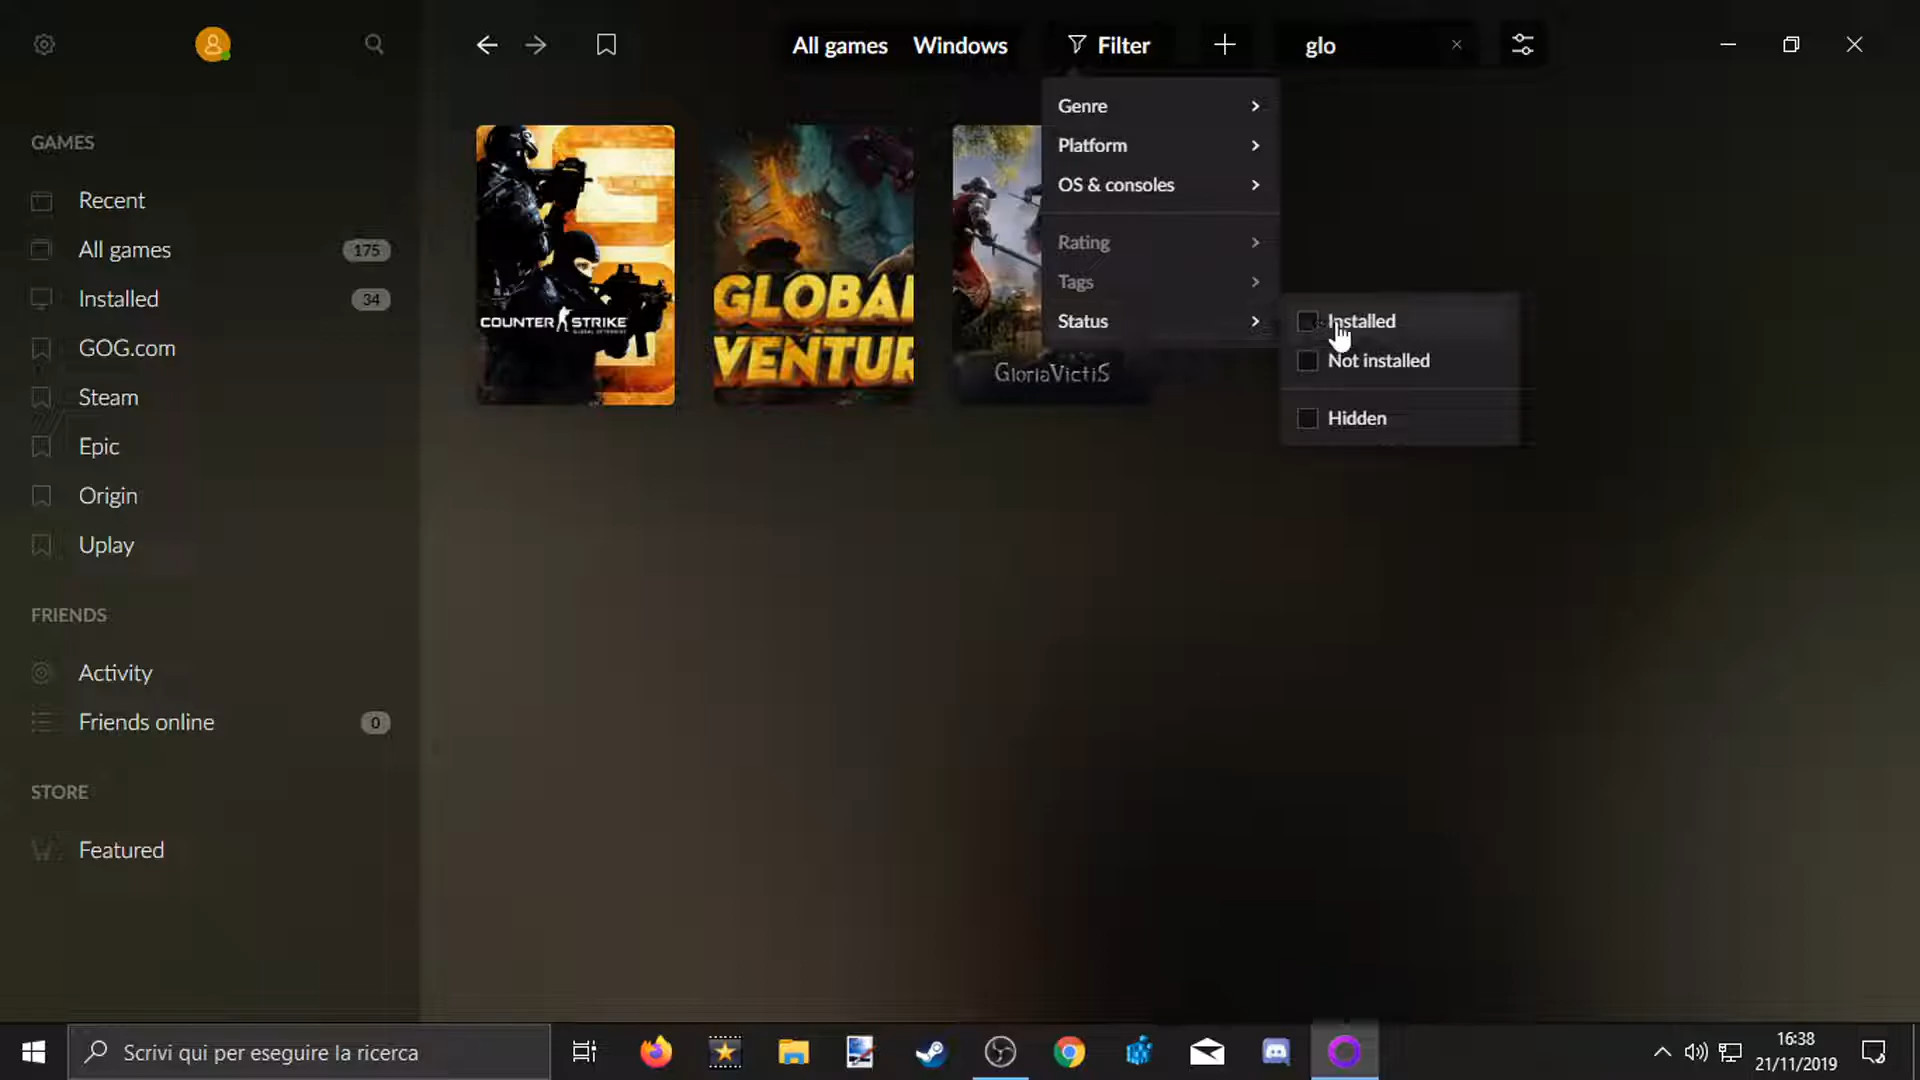 All games Windows Filter glo
GAMES
Recent
All games 175
Installed 34
GOG.com
Steam
Epic
Origin
Uplay
FRIENDS
Activity
Friends online 0
STORE
Featured
COUNTER STRIKE
GLOBAL OFFENSIVE
GLOBAL
VENTUR
GloriaVictiS
Genre
Platform
OS & consoles
Rating
Tags
Status
Installed
Not installed
Hidden
Scrivi qui per eseguire la ricerca
16:38
21/11/2019